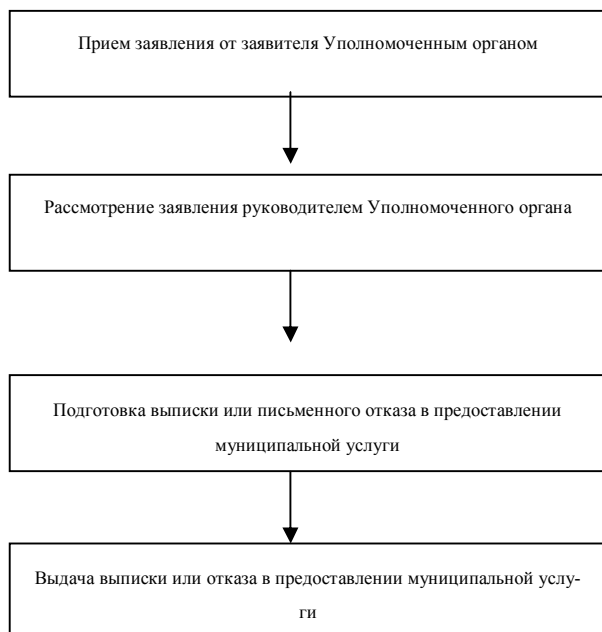 Прием заявления от заявителя Уполномоченным органом
Рассмотрение заявления руководителем Уполномоченного органа
Подготовка выписки или письменного отказа в предоставлении
муниципальной услуги
Выдача выписки или отказа в предоставлении муниципальной услу-
ги